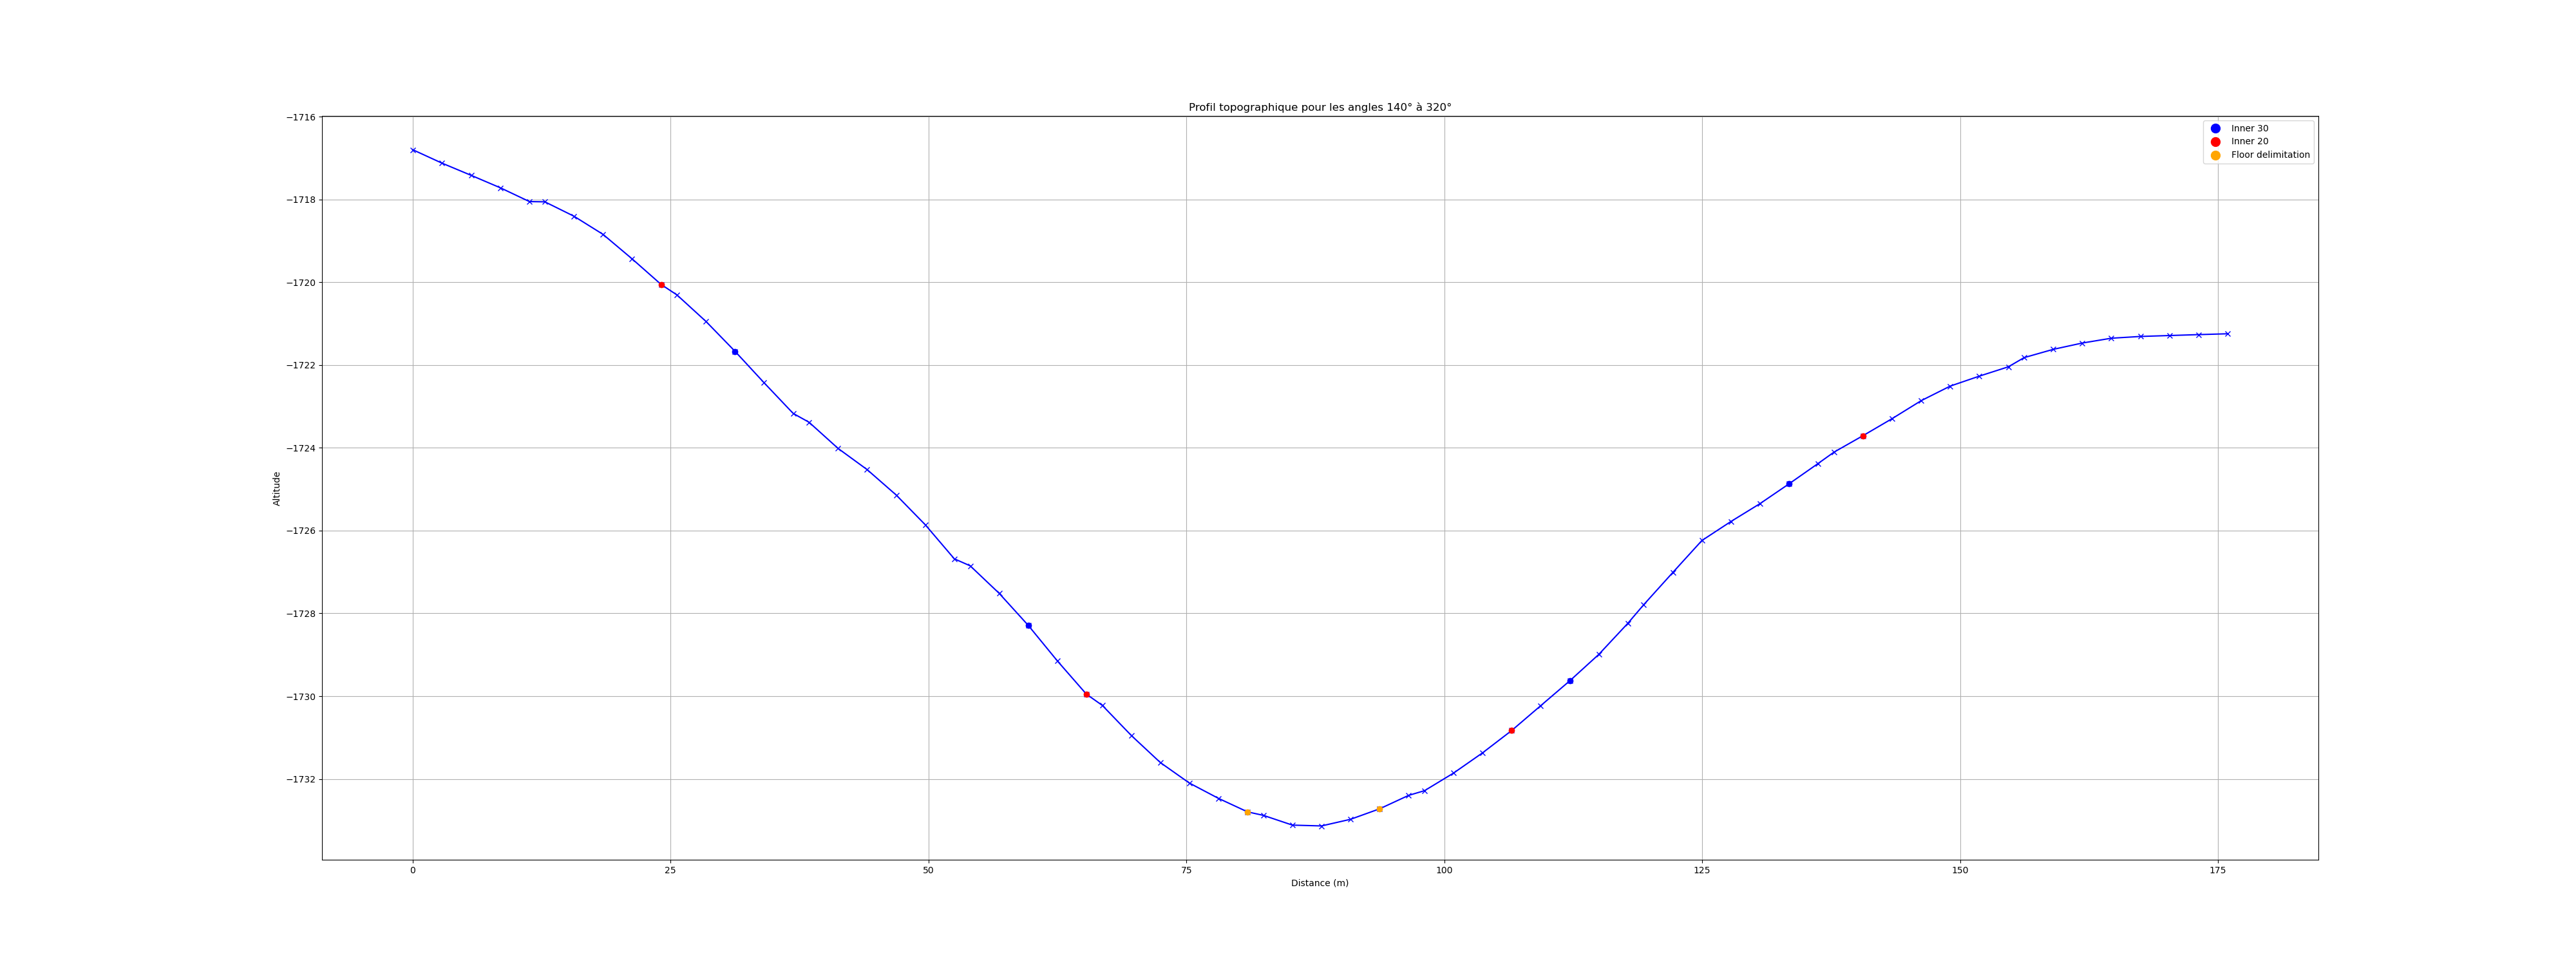 Profil topographique pour les angles 140° à 320°
Inner 30
Inner 20
Floor delimitation
Altitude
−1716
−1718
−1720
−1722
−1724
−1726
−1728
−1730
−1732
0 25 50 75 100 125 150 175
Distance (m)